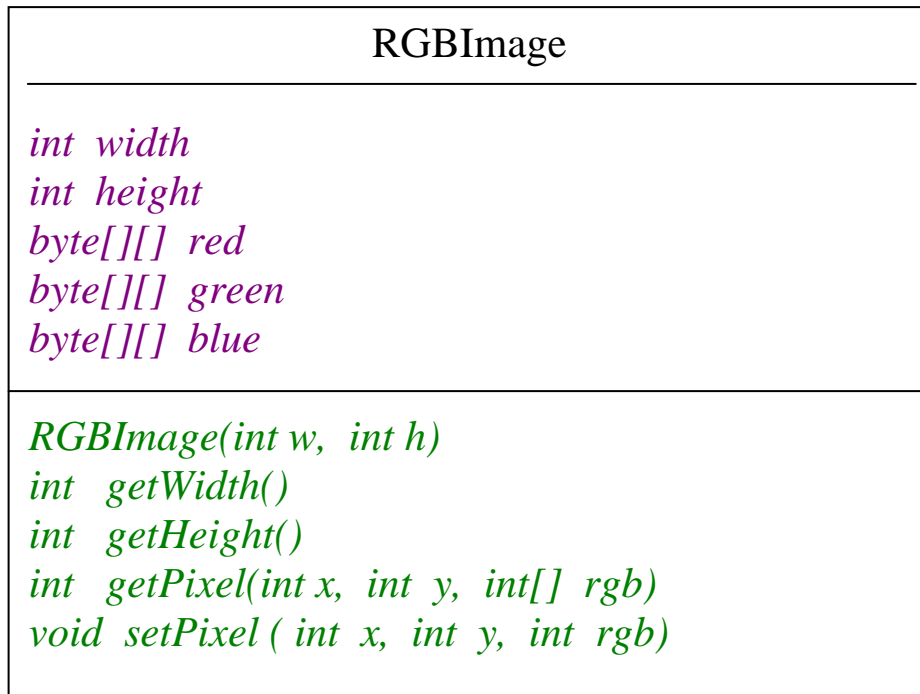 RGBImage
int width
int height
byte[][] red
byte[][] green
byte[][] blue
RGBImage(int w, int h)
int getWidth()
int getHeight()
int getPixel(int x, int y, int[] rgb)
void setPixel ( int x, int y, int rgb)